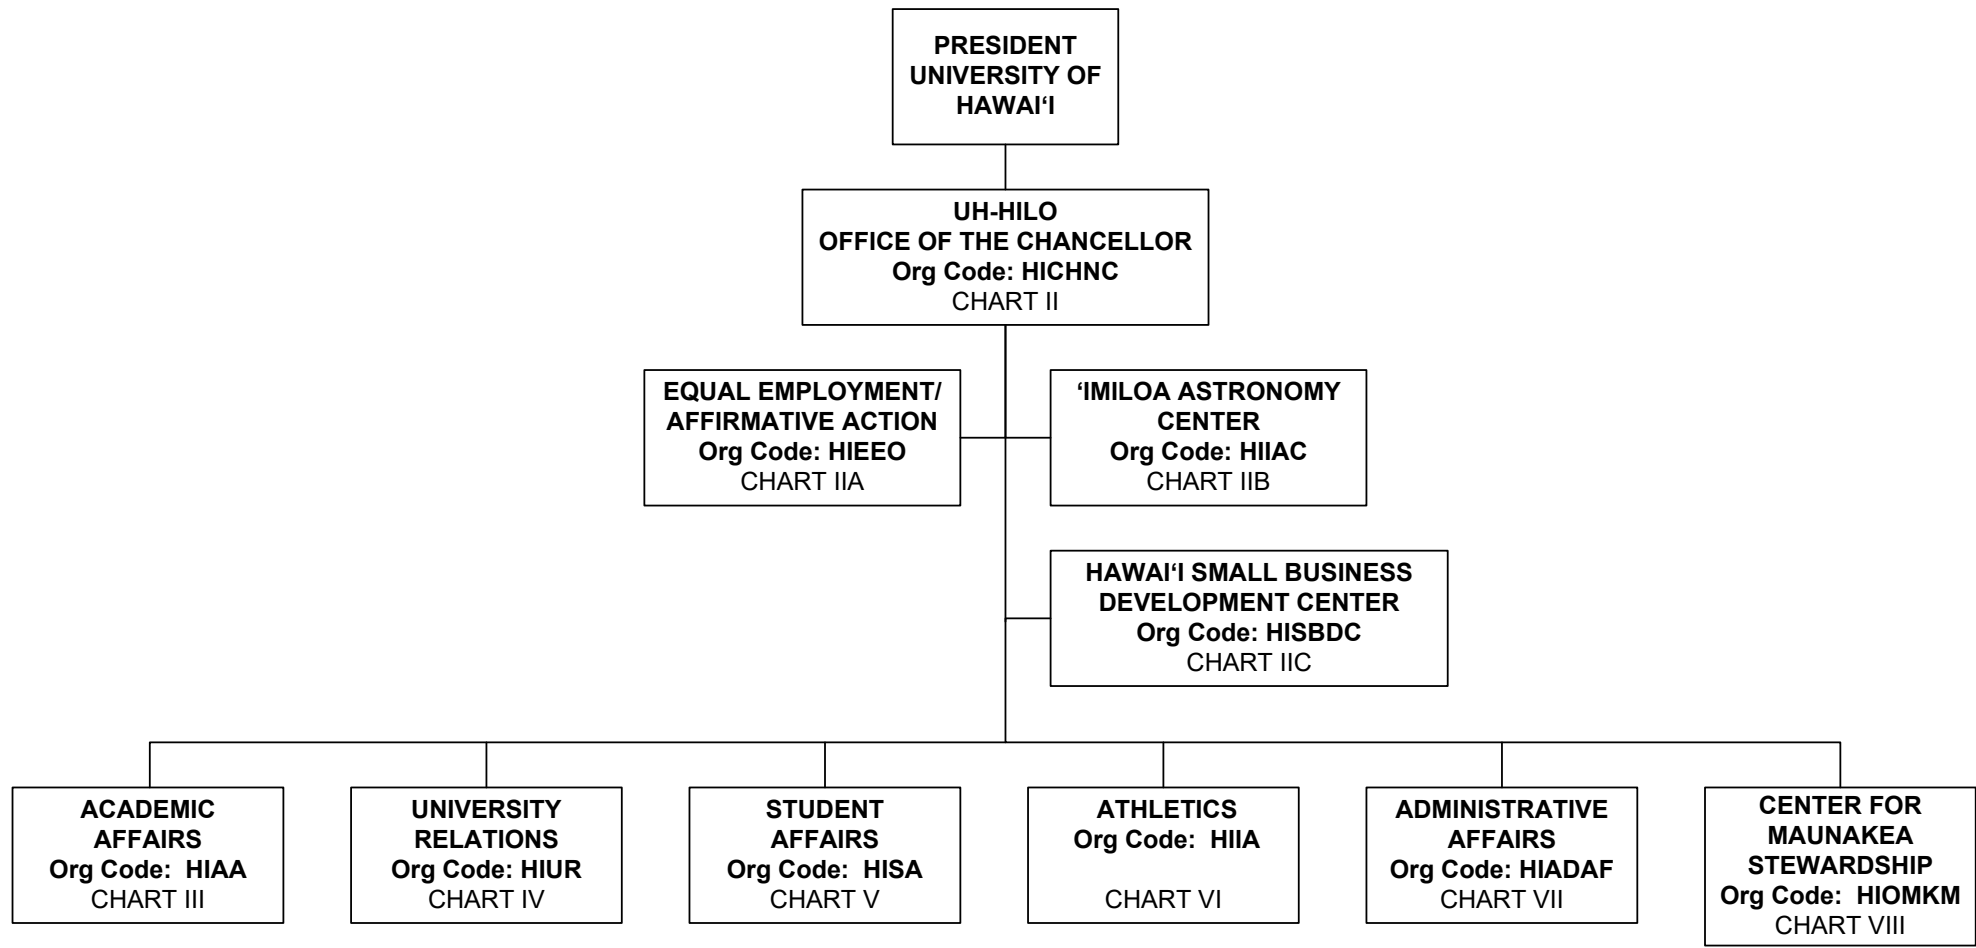 PRESIDENT
UNIVERSITY OF
HAWAI‘I
UH-HILO
OFFICE OF THE CHANCELLOR
Org Code: HICHNC
CHART II
EQUAL EMPLOYMENT/
AFFIRMATIVE ACTION
Org Code: HIEEO
CHART IIA
‘IMILOA ASTRONOMY
CENTER
Org Code: HIIAC
CHART IIB
HAWAI‘I SMALL BUSINESS
DEVELOPMENT CENTER
Org Code: HISBDC
CHART IIC
ACADEMIC
AFFAIRS
Org Code: HIAA
CHART III
UNIVERSITY
RELATIONS
Org Code: HIUR
CHART IV
STUDENT
AFFAIRS
Org Code: HISA
CHART V
ATHLETICS
Org Code: HIIA
CHART VI
ADMINISTRATIVE
AFFAIRS
Org Code: HIADAF
CHART VII
CENTER FOR
MAUNAKEA
STEWARDSHIP
Org Code: HIOMKM
CHART VIII